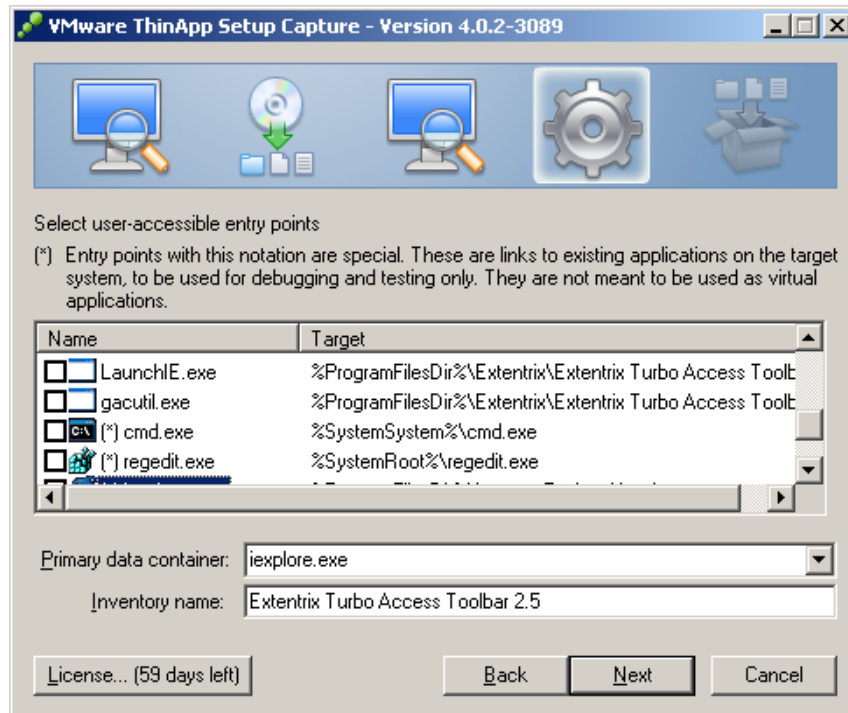 VMware ThinApp Setup Capture - Version 4.0.2-3089
Select user-accessible entry points
(*) Entry points with this notation are special. These are links to existing applications on the target
system, to be used for debugging and testing only. They are not meant to be used as virtual
applications.
Name Target
LaunchIE.exe %ProgramFilesDir%\Extentrix\Extentrix Turbo Access Toolb
gacutil.exe %ProgramFilesDir%\Extentrix\Extentrix Turbo Access Toolb
(*) cmd.exe %SystemSystem%\cmd.exe
(*) regedit.exe %SystemRoot%\regedit.exe
Primary data container: iexplore.exe
Inventory name: Extentrix Turbo Access Toolbar 2.5
License... (59 days left) Back Next Cancel